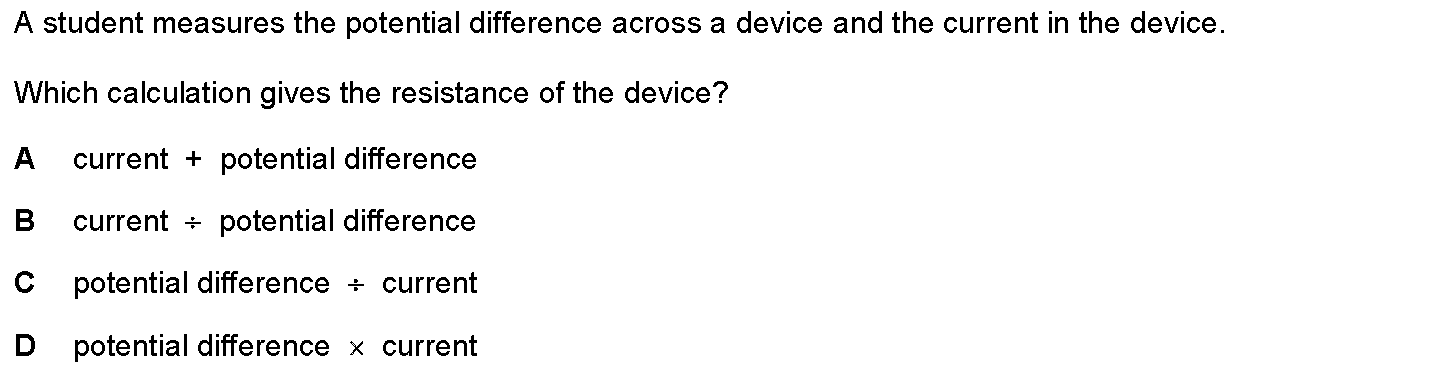 A student measures the potential difference across a device and the current in the device.
Which calculation gives the resistance of the device?
A current + potential difference
B current ÷ potential difference
C potential difference ÷ current
D potential difference × current